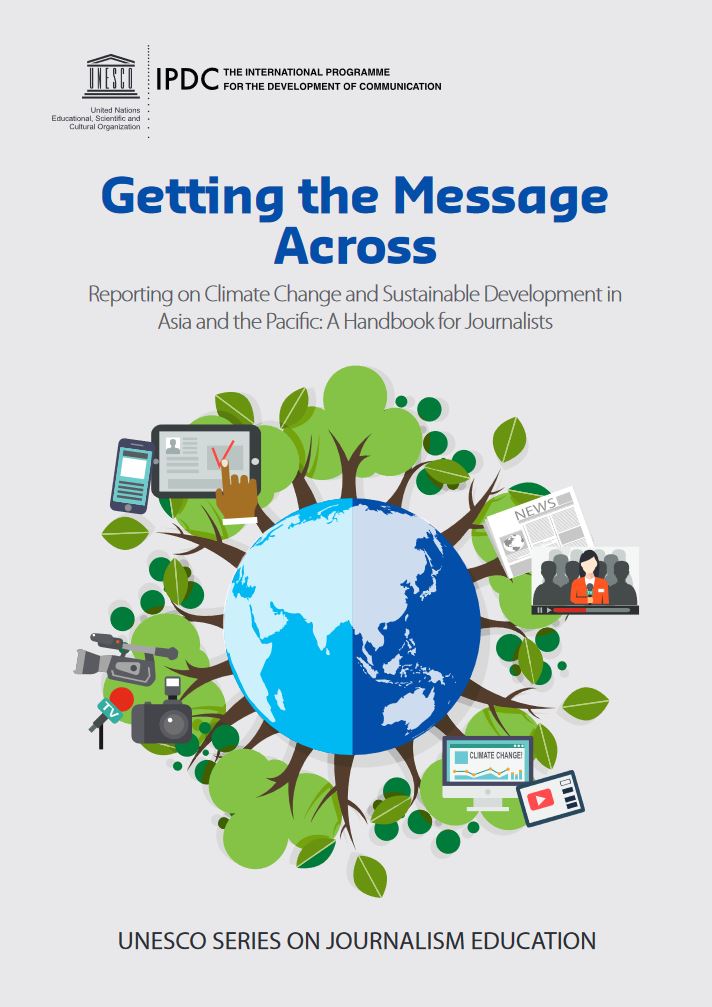 UNESCO
United Nations
Educational, Scientific and
Cultural Organization
IPDC THE INTERNATIONAL PROGRAMME
FOR THE DEVELOPMENT OF COMMUNICATION
Getting the Message
Across
Reporting on Climate Change and Sustainable Development in
Asia and the Pacific: A Handbook for Journalists
NEWS
TV
CLIMATE CHANGE!
UNESCO SERIES ON JOURNALISM EDUCATION